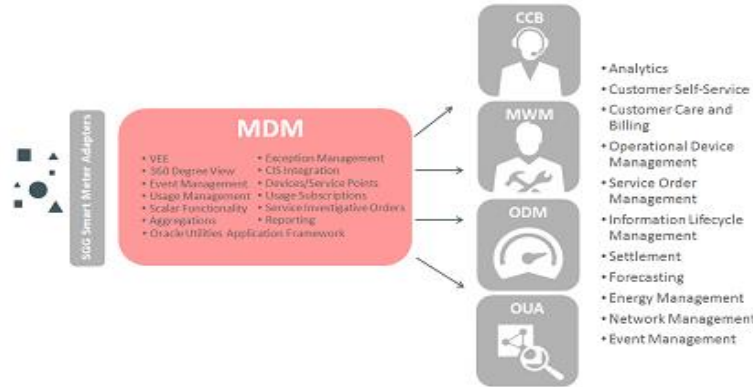 SGG Smart Meter Adapters
MDM
• VEE
• 360 Degree View
• Event Management
• Usage Management
• Scalar Functionality
• Aggregations
• Oracle Utilities Application Framework
• Exception Management
• CIS Integration
• Devices/Service Points
• Usage Subscriptions
• Service Investigative Orders
• Reporting
CCB
MWM
ODM
OUA
• Analytics
• Customer Self-Service
• Customer Care and
Billing
• Operational Device
Management
• Service Order
Management
• Information Lifecycle
Management
• Settlement
• Forecasting
• Energy Management
• Network Management
• Event Management